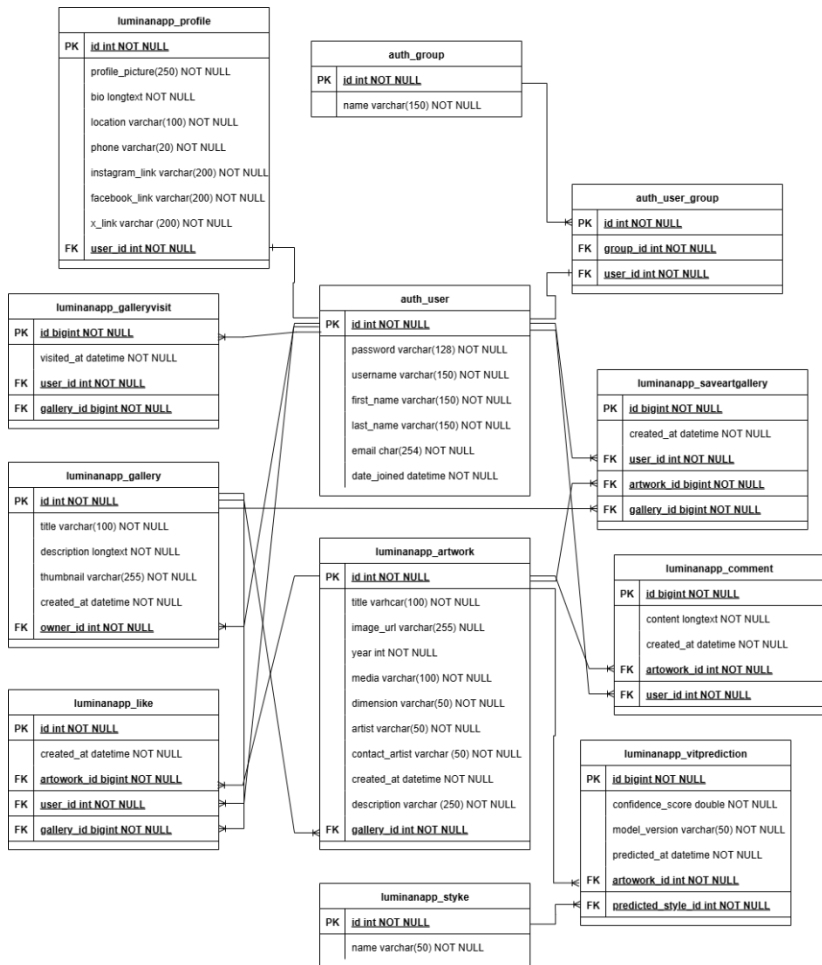 luminanapp_profile
PK id int NOT NULL
profile_picture(250) NOT NULL
bio longtext NOT NULL
location varchar(100) NOT NULL
phone varchar(20) NOT NULL
instagram_link varchar(200) NOT NULL
facebook_link varchar(200) NOT NULL
x_link varchar (200) NOT NULL
FK user_id int NOT NULL
auth_group
PK id int NOT NULL
name varchar(150) NOT NULL
auth_user_group
PK id int NOT NULL
FK group_id int NOT NULL
FK user_id int NOT NULL
luminanapp_galleryvisit
PK id bigint NOT NULL
visited_at datetime NOT NULL
FK user_id int NOT NULL
FK gallery_id bigint NOT NULL
auth_user
PK id int NOT NULL
password varchar(128) NOT NULL
username varchar(150) NOT NULL
first_name varchar(150) NOT NULL
last_name varchar(150) NOT NULL
email char(254) NOT NULL
date_joined datetime NOT NULL
luminanapp_saveartgallery
PK id bigint NOT NULL
created_at datetime NOT NULL
FK user_id int NOT NULL
FK artwork_id bigint NOT NULL
FK gallery_id bigint NOT NULL
luminanapp_gallery
PK id int NOT NULL
title varchar(100) NOT NULL
description longtext NOT NULL
thumbnail varchar(255) NOT NULL
created_at datetime NOT NULL
FK owner_id int NOT NULL
luminanapp_artwork
PK id int NOT NULL
title varhcar(100) NOT NULL
image_url varchar(255) NULL
year int NOT NULL
media varchar(100) NOT NULL
dimension varchar(50) NOT NULL
artist varchar(50) NOT NULL
contact_artist varchar (50) NOT NULL
created_at datetime NOT NULL
description varchar (250) NOT NULL
FK gallery_id int NOT NULL
luminanapp_comment
PK id bigint NOT NULL
content longtext NOT NULL
created_at datetime NOT NULL
FK artowork_id int NOT NULL
FK user_id int NOT NULL
luminanapp_like
PK id int NOT NULL
created_at datetime NOT NULL
FK artowork_id bigint NOT NULL
FK user_id int NOT NULL
FK gallery_id bigint NOT NULL
luminanapp_vitprediction
PK id bigint NOT NULL
confidence_score double NOT NULL
model_version varchar(50) NOT NULL
predicted_at datetime NOT NULL
FK artowork_id int NOT NULL
FK predicted_style_id int NOT NULL
luminanapp_styke
PK id int NOT NULL
name varchar(50) NOT NULL